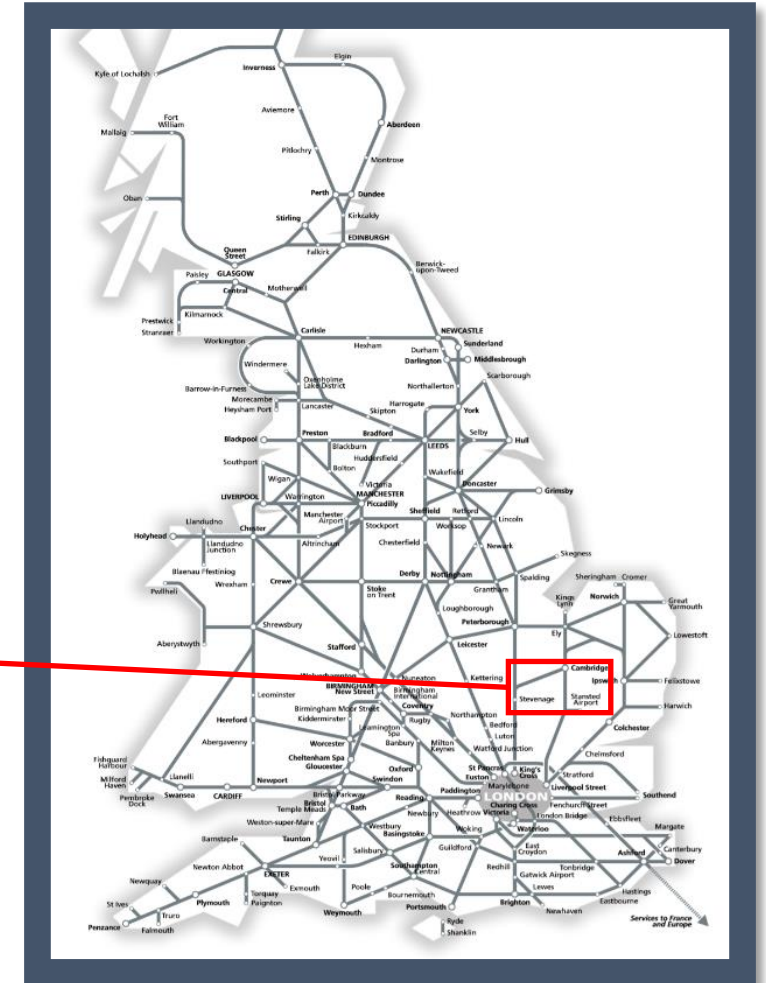 Elgin
Inverness
Kyle of Lochalsh
Aviemore
Fort
William
Mallaig
Aberdeen
Pitlochry
Montrose
Oban
Perth
Dundee
Stirling
Kirkcaldy
EDINBURGH
Queen
Street
Falkirk
Berwick-
upon-Tweed
Paisley
GLASGOW
Central
Motherwell
Prestwick
Kilmarnock
Stranraer
Carlisle
NEWCASTLE
Workington
Hexham
Durham
Sunderland
Darlington
Middlesbrough
Windermere
Scarborough
Oxenholme
Lake District
Barrow-in-Furness
Northallerton
Morecambe
Heysham Port
Lancaster
Skipton
Harrogate
York
Blackpool
Preston
Bradford
Selby
Blackburn
LEEDS
Hull
Huddersfield
Southport
Bolton
Wakefield
Wigan
Victoria
MANCHESTER
Piccadilly
Doncaster
LIVERPOOL
Warrington
Grimsby
Manchester
Airport
Sheffield
Retford
Stockport
Worksop
Lincoln
Llandudno
Chester
Holyhead
Llandudno
Junction
Altrincham
Chesterfield
Newark
Skegness
Blaenau Ffestiniog
Wrexham
Crewe
Derby
Nottingham
Spalding
Sheringham
Cromer
Pwllheli
Stoke
on Trent
Grantham
Kings
Lynn
Norwich
Great
Yarmouth
Loughborough
Peterborough
Ely
Lowestoft
Aberystwyth
Shrewsbury
Stafford
Leicester
Cambridge
Wolverhampton
Nuneaton
Kettering
Ipswich
Felixstowe
BIRMINGHAM
New Street
Birmingham
International
Stevenage
Stansted
Airport
Leominster
Birmingham Moor Street
Coventry
Harwich
Hereford
Kidderminster
Rugby
Northampton
Bedford
Colchester
Leamington
Spa
Luton
Abergavenny
Worcester
Banbury
Milton
Keynes
Watford Junction
Chelmsford
Fishguard
Harbour
Cheltenham Spa
Gloucester
Oxford
St Pancras
King's
Cross
Euston
Stratford
Milford
Haven
Llanelli
Newport
Swindon
Marylebone
Liverpool Street
Pembroke
Dock
Swansea
CARDIFF
Bristol Parkway
Paddington
LONDON
Southend
Bristol
Temple Meads
Bath
Reading
Charing Cross
Fenchurch Street
Newbury
Heathrow
Victoria
London Bridge
Ebbsfleet
Weston-super-Mare
Westbury
Basingstoke
Woking
Waterloo
Margate
Barnstaple
Taunton
Salisbury
Guildford
East
Croydon
Canterbury
Ashford
Dover
Newton Abbot
Yeovil
Southampton
Central
Redhill
Tonbridge
Gatwick Airport
Newquay
EXETER
Exmouth
Poole
Lewes
Hastings
St Ives
Plymouth
Torquay
Paignton
Bournemouth
Eastbourne
Truro
Weymouth
Portsmouth
Brighton
Newhaven
Penzance
Falmouth
Ryde
Shanklin
Services to France
and Europe